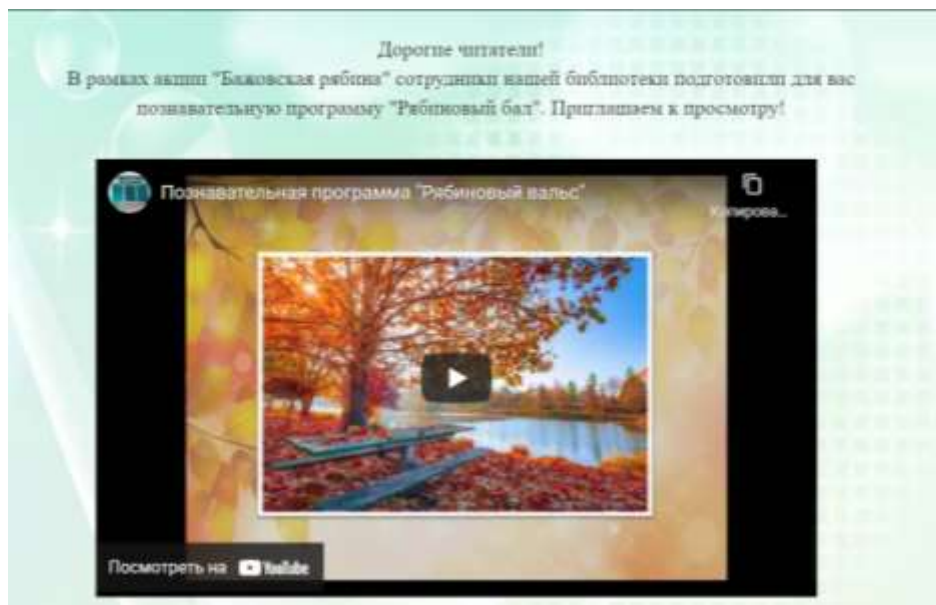 Дорогие читатели!
В рамках акции "Бажовская рябина" сотрудники нашей библиотеки подготовили для вас
познавательную программу "Рябиновый бал". Приглашаем к просмотру!
Познавательная программа "Рябиновый вальс"
Копирова...
Посмотреть на YouTube